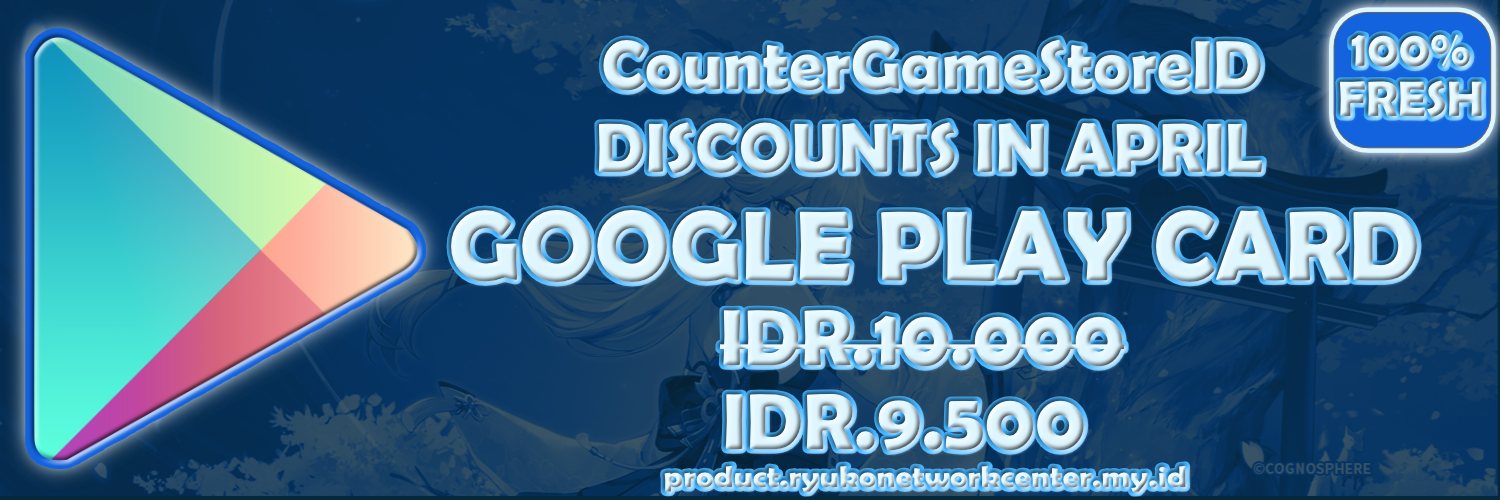 CounterGameStoreID
100%
FRESH
DISCOUNTS IN APRIL
GOOGLE PLAY CARD
IDR.10.000
IDR.9.500
product.ryukonetworkcenter.my.id
©COGNOSPHERE